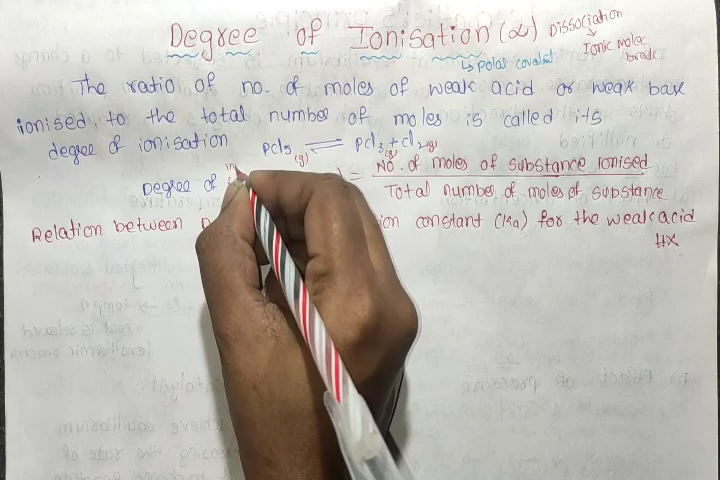 Degree of Ionisation (α) Dissociation
↳ Polar covalent
↓ Ionic molec
break
The ratio of no. of moles of weak acid or weak base
ionised to the total number of moles is called its
degree of ionisation
PCl5 (g) ⇌ PCl3 (g) + Cl2 (g)
Degree of = No. of moles of substance ionised
Total number of moles of substance
Relation between constant (Ka) for the weak acid
HX